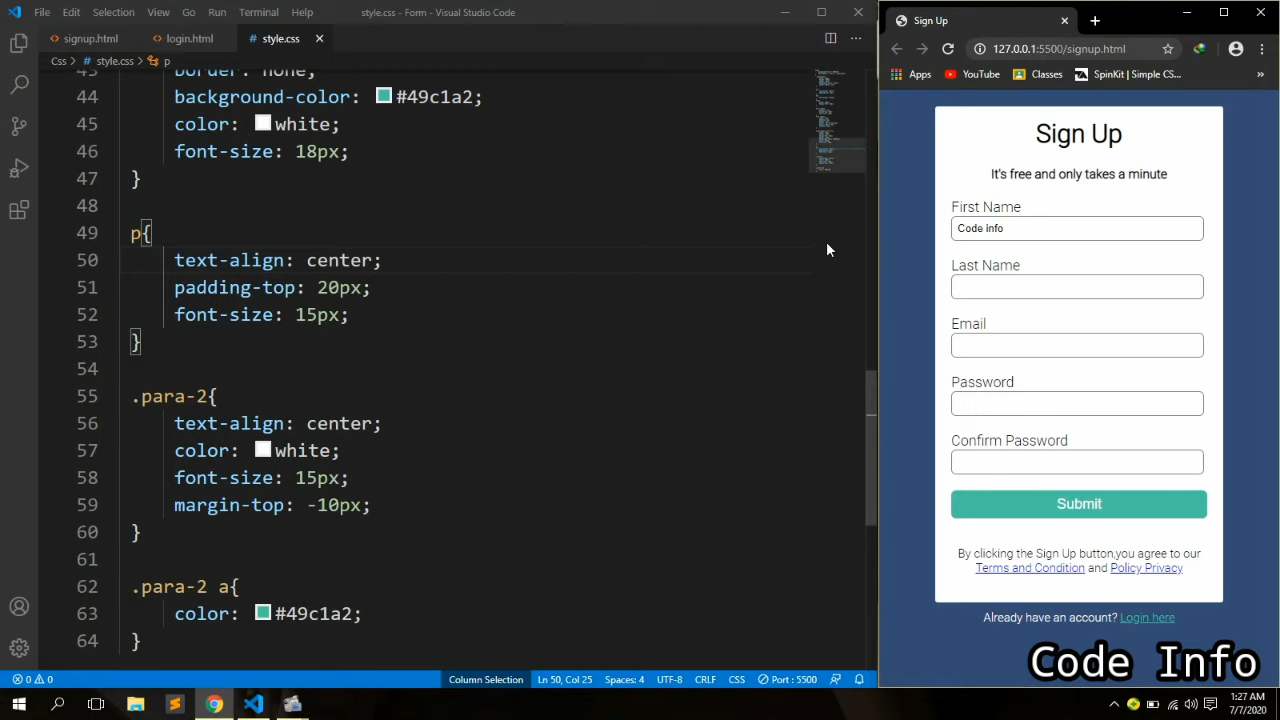 File Edit Selection View Go Run Terminal Help style.css - Form - Visual Studio Code
signup.html login.html # style.css
Css > # style.css > p
43 border: none;
44 background-color: #49c1a2;
45 color: white;
46 font-size: 18px;
47 }
48
49 p{
50 text-align: center;
51 padding-top: 20px;
52 font-size: 15px;
53 }
54
55 .para-2{
56 text-align: center;
57 color: white;
58 font-size: 15px;
59 margin-top: -10px;
60 }
61
62 .para-2 a{
63 color: #49c1a2;
64 }
0 0 Column Selection Ln 50, Col 25 Spaces: 4 UTF-8 CRLF CSS Port : 5500
Sign Up
127.0.0.1:5500/signup.html
Apps YouTube Classes SpinKit | Simple CS... »
Sign Up
It's free and only takes a minute
First Name
Code info
Last Name
Email
Password
Confirm Password
Submit
By clicking the Sign Up button,you agree to our
Terms and Condition and Policy Privacy
Already have an account? Login here
Code Info
1:27 AM
7/7/2020